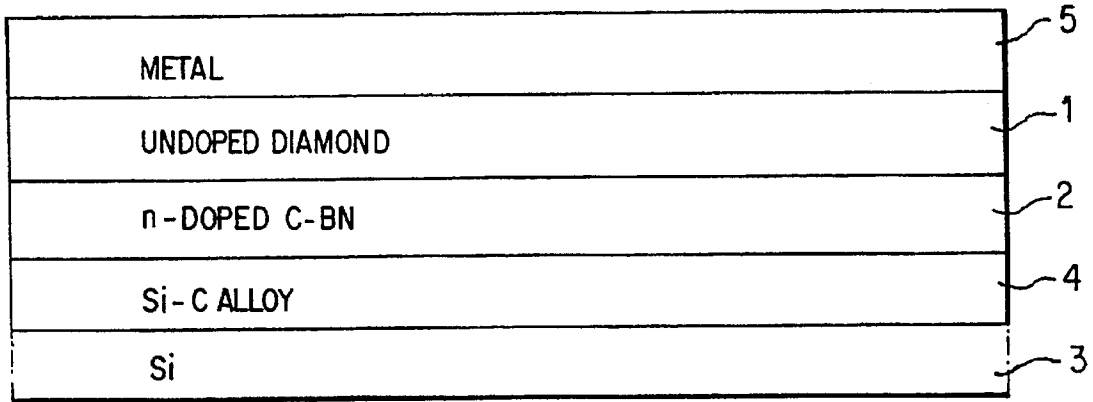 METAL 5
UNDOPED DIAMOND 1
n-DOPED C-BN 2
Si-C ALLOY 4
Si 3